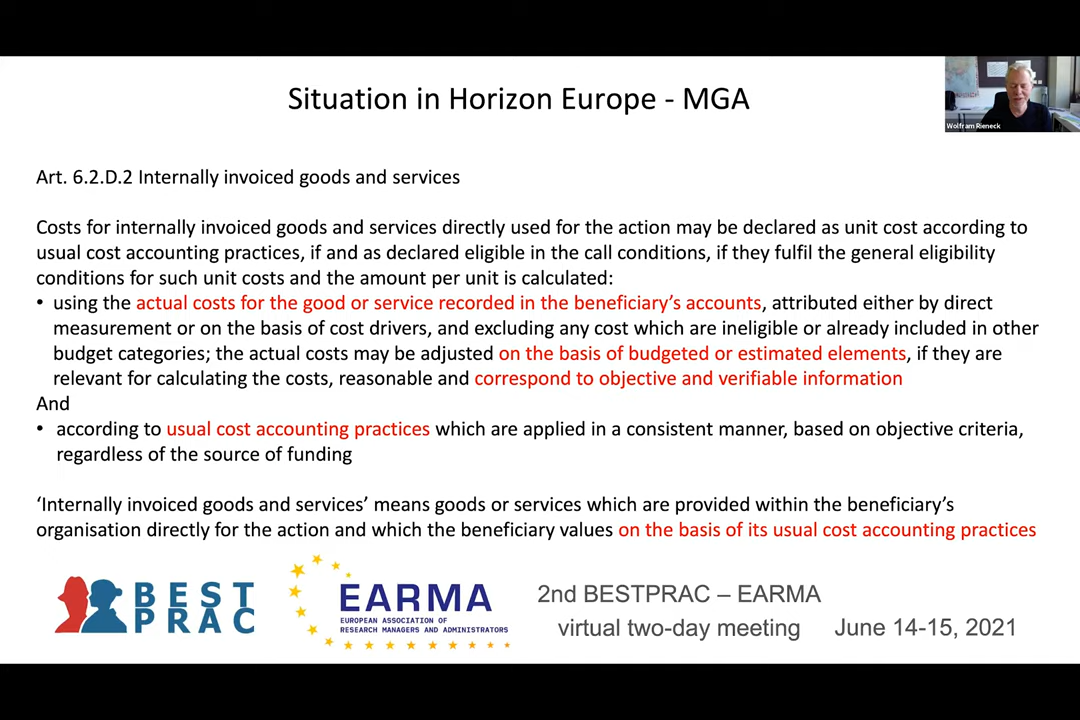 Situation in Horizon Europe - MGA
Wolfram Rieneck
Art. 6.2.D.2 Internally invoiced goods and services
Costs for internally invoiced goods and services directly used for the action may be declared as unit cost according to
usual cost accounting practices, if and as declared eligible in the call conditions, if they fulfil the general eligibility
conditions for such unit costs and the amount per unit is calculated:
• using the actual costs for the good or service recorded in the beneficiary’s accounts, attributed either by direct
measurement or on the basis of cost drivers, and excluding any cost which are ineligible or already included in other
budget categories; the actual costs may be adjusted on the basis of budgeted or estimated elements, if they are
relevant for calculating the costs, reasonable and correspond to objective and verifiable information
And
• according to usual cost accounting practices which are applied in a consistent manner, based on objective criteria,
regardless of the source of funding
‘Internally invoiced goods and services’ means goods or services which are provided within the beneficiary’s
organisation directly for the action and which the beneficiary values on the basis of its usual cost accounting practices
BEST
PRAC
EARMA
EUROPEAN ASSOCIATION OF
RESEARCH MANAGERS AND ADMINISTRATORS
2nd BESTPRAC – EARMA
virtual two-day meeting
June 14-15, 2021